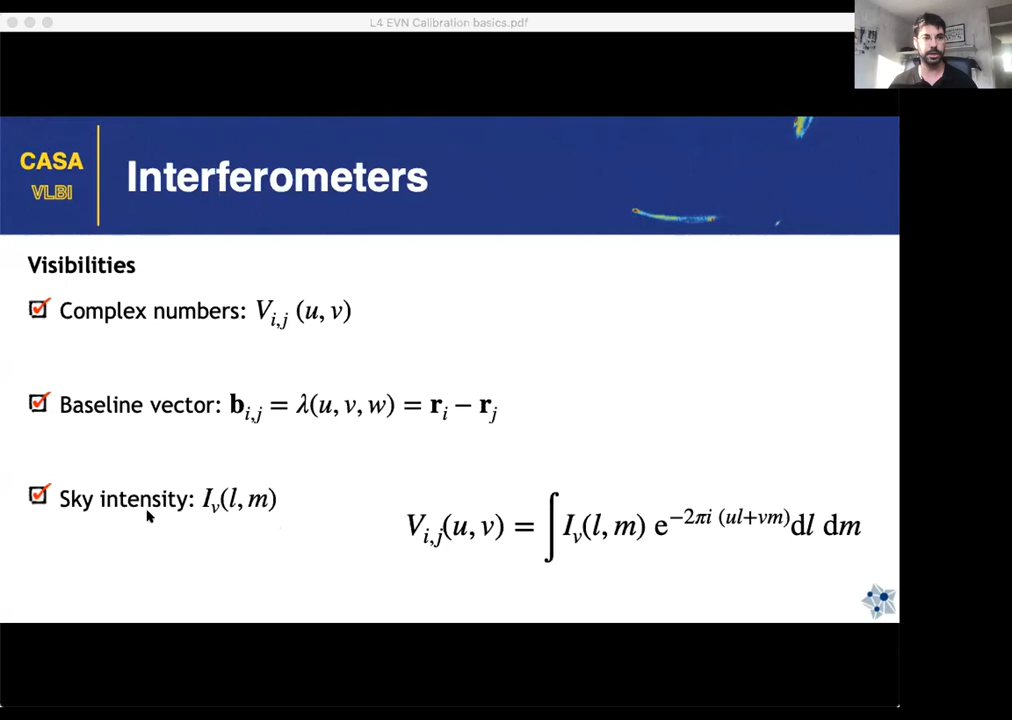 L4 EVN Calibration basics.pdf
CASA
VLBI
Interferometers
Visibilities
Complex numbers: V_{i,j} (u, v)
Baseline vector: b_{i,j} = λ(u, v, w) = r_i − r_j
Sky intensity: I_ν(l, m)
V_{i,j}(u, v) = ∫ I_ν(l, m) e^{−2πi (ul+vm)} dl dm